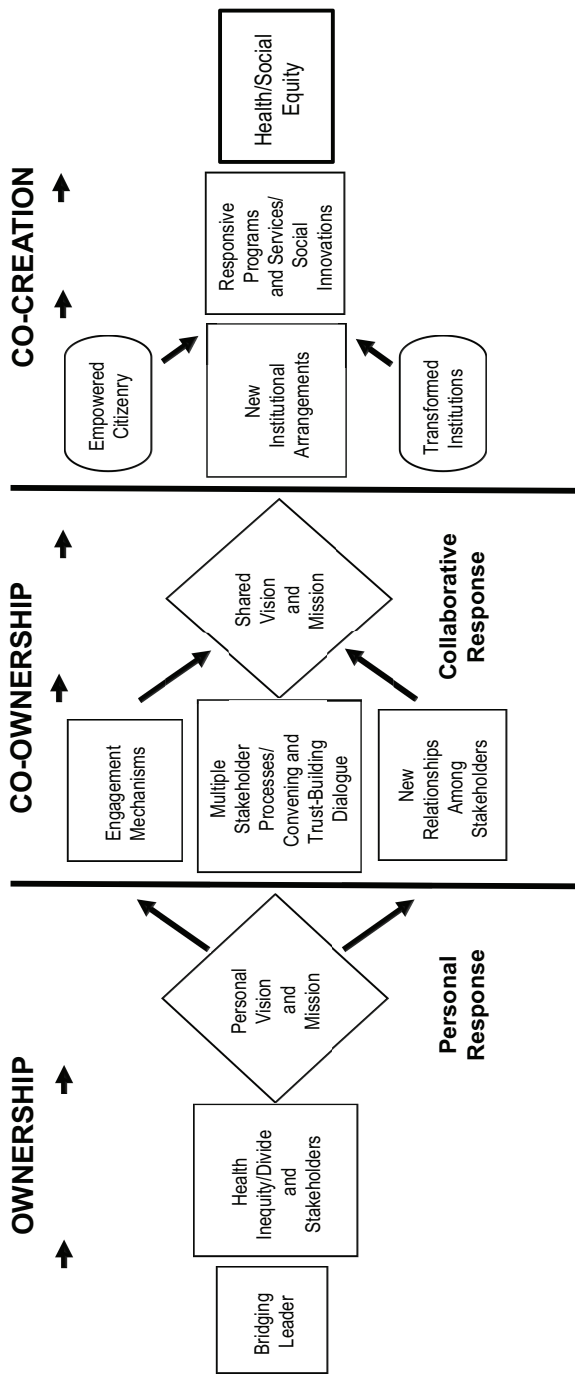 OWNERSHIP
Bridging
Leader
Health
Inequity/Divide
and
Stakeholders
Personal
Vision
and
Mission
Personal
Response
CO-OWNERSHIP
Engagement
Mechanisms
Multiple
Stakeholder
Processes/
Convening and
Trust-Building
Dialogue
New
Relationships
Among
Stakeholders
Shared
Vision
and
Mission
Collaborative
Response
CO-CREATION
Empowered
Citizenry
New
Institutional
Arrangements
Transformed
Institutions
Responsive
Programs
and Services/
Social
Innovations
Health/Social
Equity